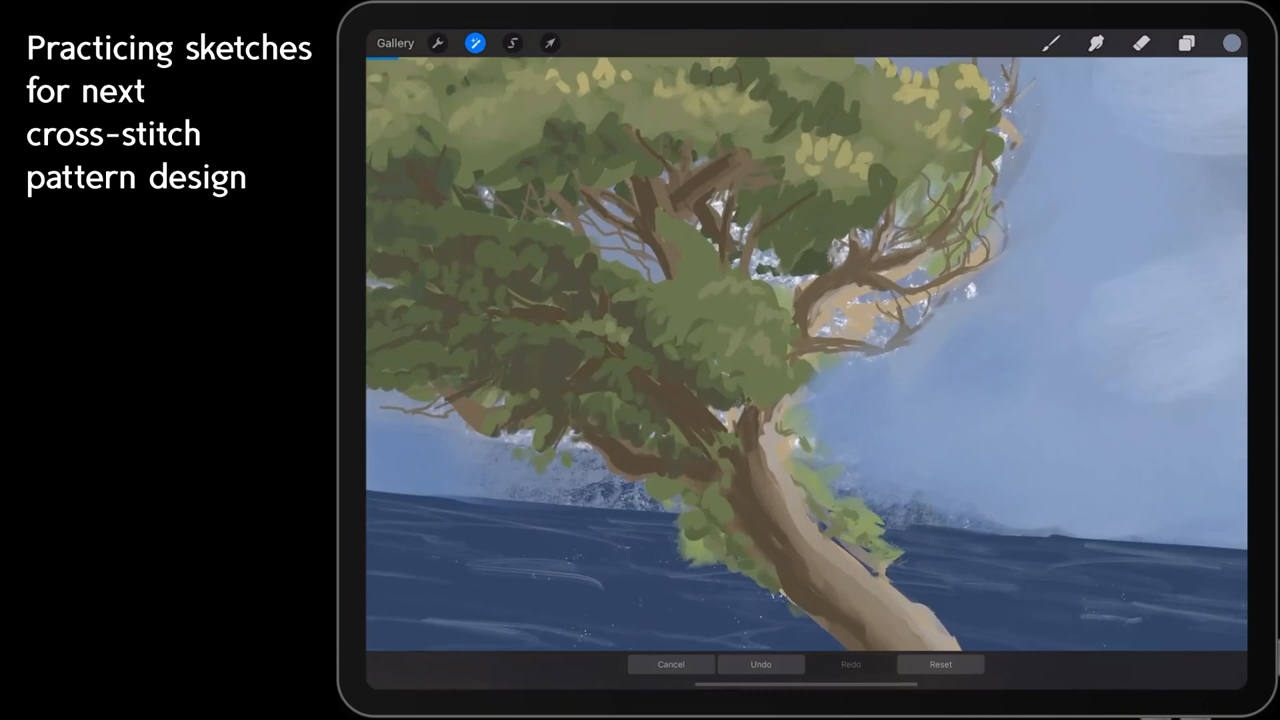 Practicing sketches
for next
cross-stitch
pattern design
Gallery
Cancel
Undo
Redo
Reset